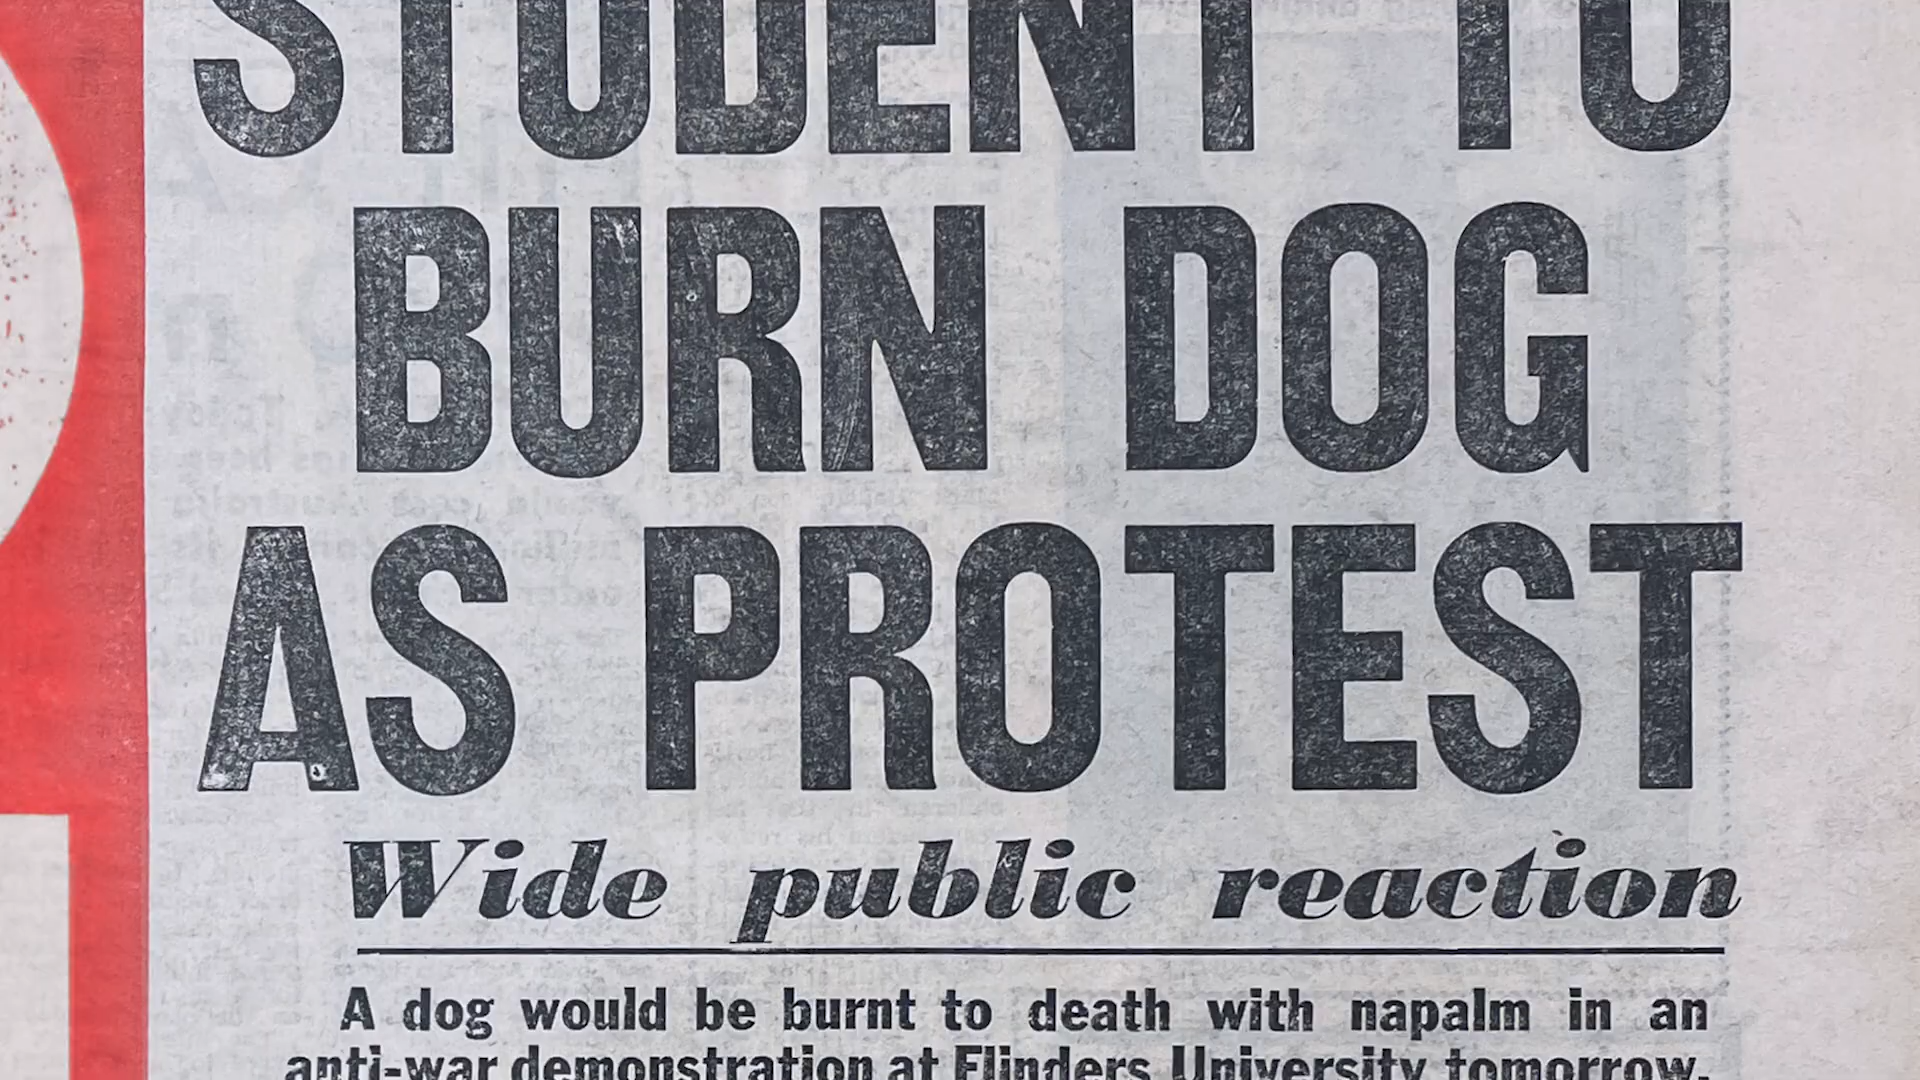 STUDENT TO
BURN DOG
AS PROTEST
Wide public reaction
A dog would be burnt to death with napalm in an
anti-war demonstration at Flinders University tomorrow.